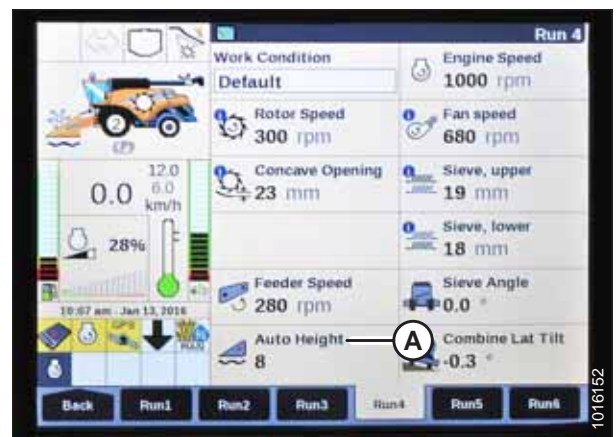 Run 4
Work Condition
Default
Engine Speed
1000 rpm
Rotor Speed
300 rpm
Fan speed
680 rpm
Concave Opening
23 mm
Sieve, upper
19 mm
Sieve, lower
18 mm
Feeder Speed
280 rpm
Sieve Angle
0.0 °
Auto Height
8
A
Combine Lat Tilt
-0.3 °
2
(P)
12.0
0.0
6.0
km/h
28%
10:07 am Jan 13, 2016
GPS
MAN
Back
Run1
Run2
Run3
Run4
Run5
Run6
1016152